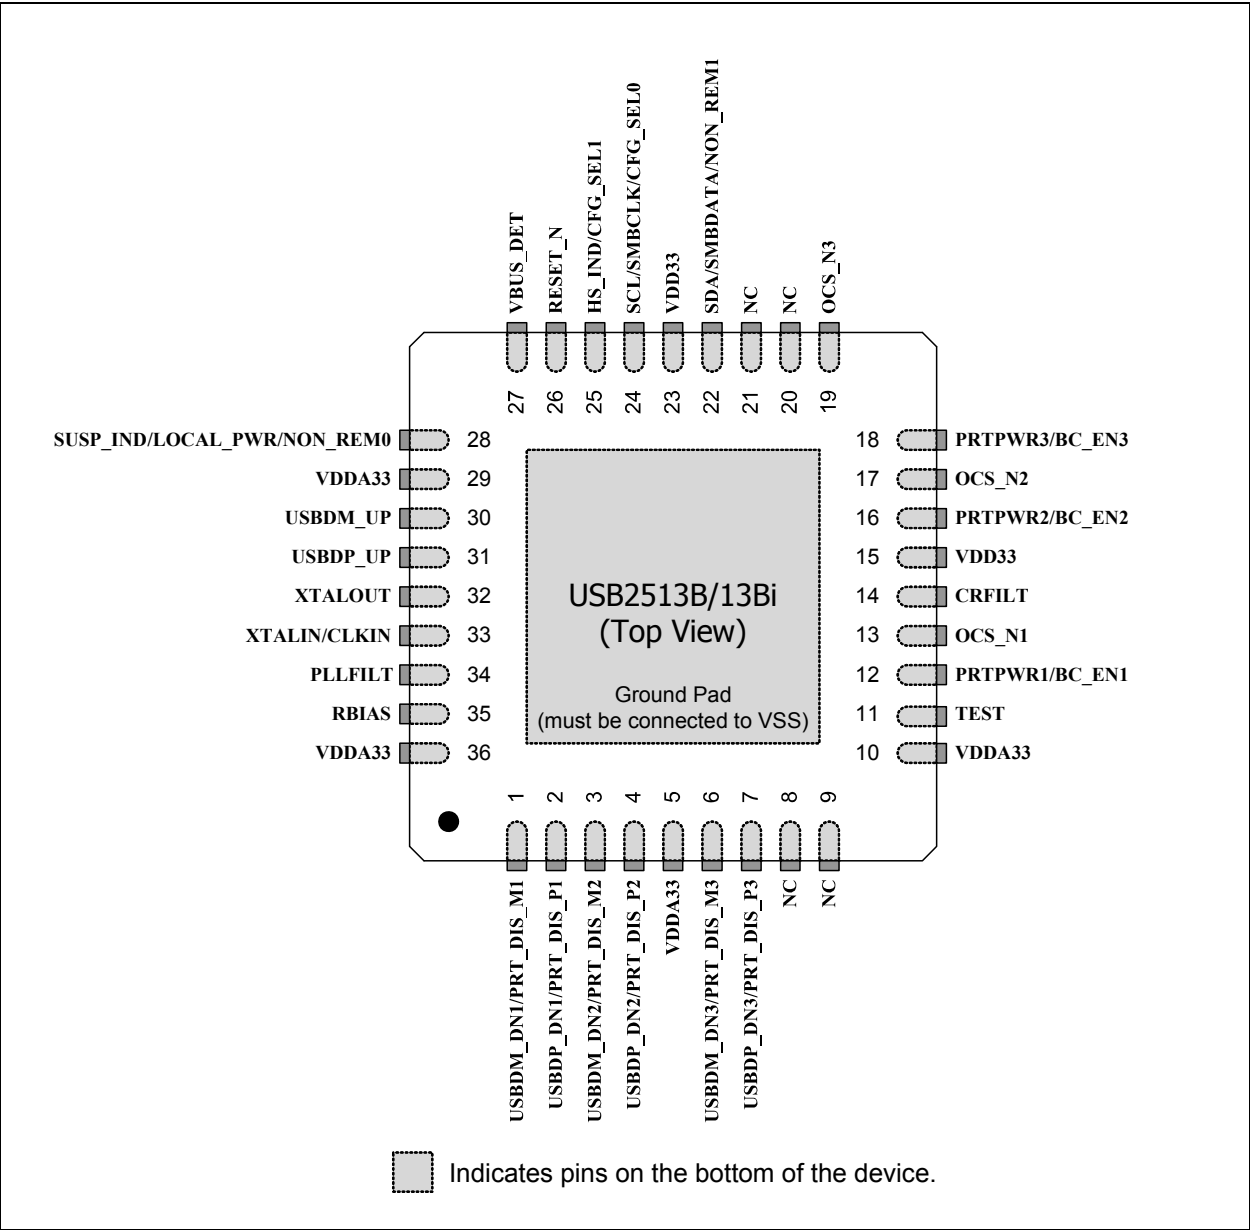 VBUS_DET
RESET_N
HS_IND/CFG_SEL1
SCL/SMBCLK/CFG_SEL0
VDD33
SDA/SMBDATA/NON_REM1
NC
NC
OCS_N3
27
26
25
24
23
22
21
20
19
SUSP_IND/LOCAL_PWR/NON_REM0 28
VDDA33 29
USBDM_UP 30
USBDP_UP 31
XTALOUT 32
XTALIN/CLKIN 33
PLLFILT 34
RBIAS 35
VDDA33 36
USB2513B/13Bi
(Top View)
Ground Pad
(must be connected to VSS)
18 PRTPWR3/BC_EN3
17 OCS_N2
16 PRTPWR2/BC_EN2
15 VDD33
14 CRFILT
13 OCS_N1
12 PRTPWR1/BC_EN1
11 TEST
10 VDDA33
1
2
3
4
5
6
7
8
9
USBDM_DN1/PRT_DIS_M1
USBDP_DN1/PRT_DIS_P1
USBDM_DN2/PRT_DIS_M2
USBDP_DN2/PRT_DIS_P2
VDDA33
USBDM_DN3/PRT_DIS_M3
USBDP_DN3/PRT_DIS_P3
NC
NC
Indicates pins on the bottom of the device.